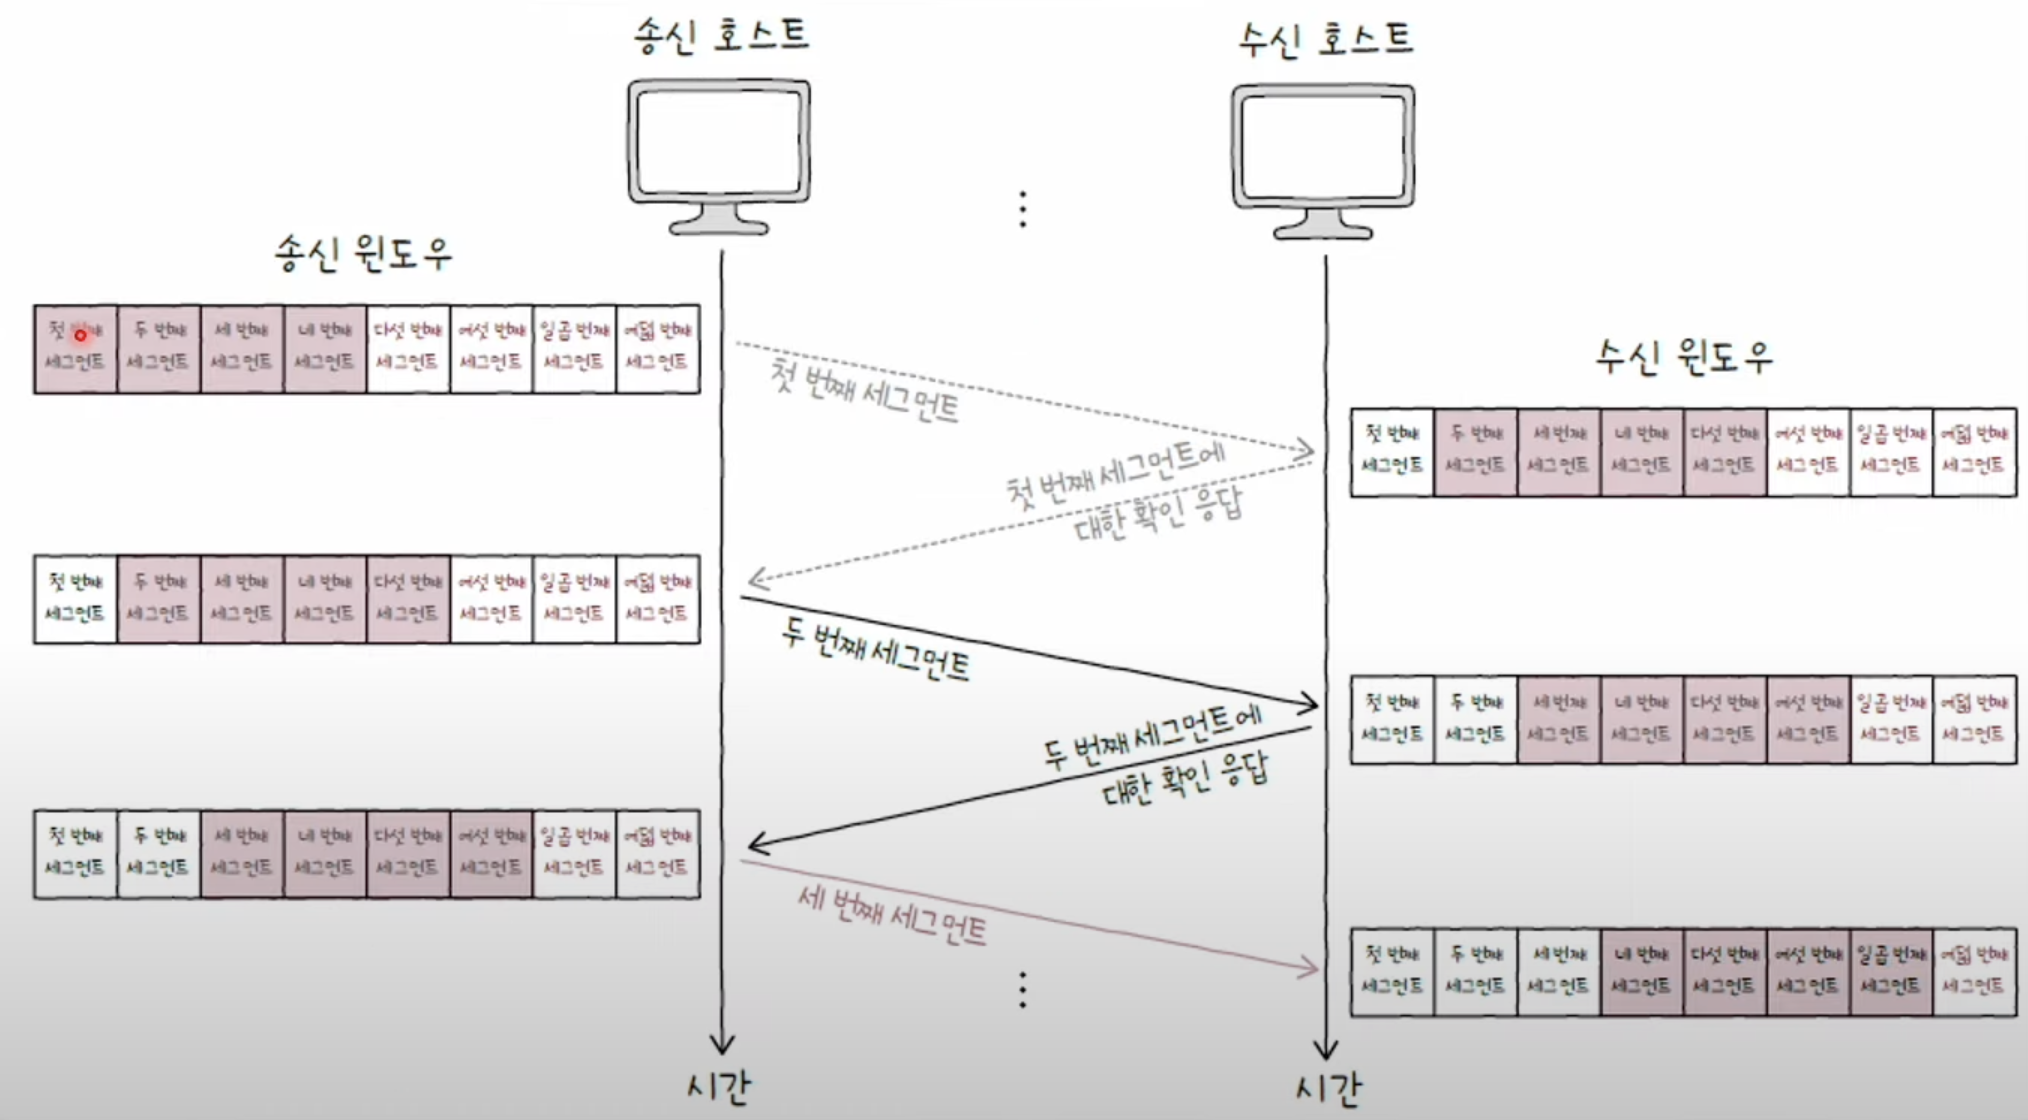 송신 호스트
수신 호스트
송신 윈도우
첫 번째 두 번째 세 번째 네 번째 다섯 번째 여섯 번째 일곱 번째 여덟 번째
세그먼트 세그먼트 세그먼트 세그먼트 세그먼트 세그먼트 세그먼트 세그먼트
첫 번째 세그먼트
수신 윈도우
첫 번째 두 번째 세 번째 네 번째 다섯 번째 여섯 번째 일곱 번째 여덟 번째
세그먼트 세그먼트 세그먼트 세그먼트 세그먼트 세그먼트 세그먼트 세그먼트
첫 번째 세그먼트에
대한 확인 응답
첫 번째 두 번째 세 번째 네 번째 다섯 번째 여섯 번째 일곱 번째 여덟 번째
세그먼트 세그먼트 세그먼트 세그먼트 세그먼트 세그먼트 세그먼트 세그먼트
두 번째 세그먼트
첫 번째 두 번째 세 번째 네 번째 다섯 번째 여섯 번째 일곱 번째 여덟 번째
세그먼트 세그먼트 세그먼트 세그먼트 세그먼트 세그먼트 세그먼트 세그먼트
두 번째 세그먼트에
대한 확인 응답
첫 번째 두 번째 세 번째 네 번째 다섯 번째 여섯 번째 일곱 번째 여덟 번째
세그먼트 세그먼트 세그먼트 세그먼트 세그먼트 세그먼트 세그먼트 세그먼트
세 번째 세그먼트
첫 번째 두 번째 세 번째 네 번째 다섯 번째 여섯 번째 일곱 번째 여덟 번째
세그먼트 세그먼트 세그먼트 세그먼트 세그먼트 세그먼트 세그먼트 세그먼트
시간
시간